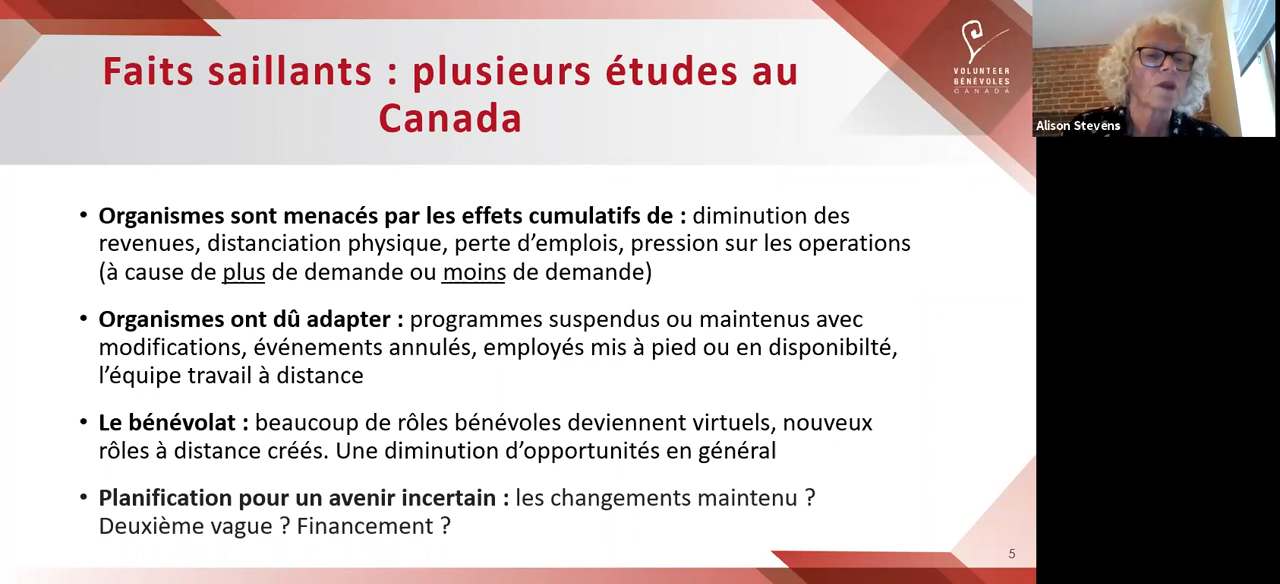 Faits saillants : plusieurs études au
Canada
VOLUNTEER
BÉNÉVOLES
CANADA
Alison Stevens
• Organismes sont menacés par les effets cumulatifs de : diminution des
revenues, distanciation physique, perte d’emplois, pression sur les operations
(à cause de plus de demande ou moins de demande)
• Organismes ont dû adapter : programmes suspendus ou maintenus avec
modifications, événements annulés, employés mis à pied ou en disponibilté,
l’équipe travail à distance
• Le bénévolat : beaucoup de rôles bénévoles deviennent virtuels, nouveux
rôles à distance créés. Une diminution d’opportunités en général
• Planification pour un avenir incertain : les changements maintenu ?
Deuxième vague ? Financement ?
5